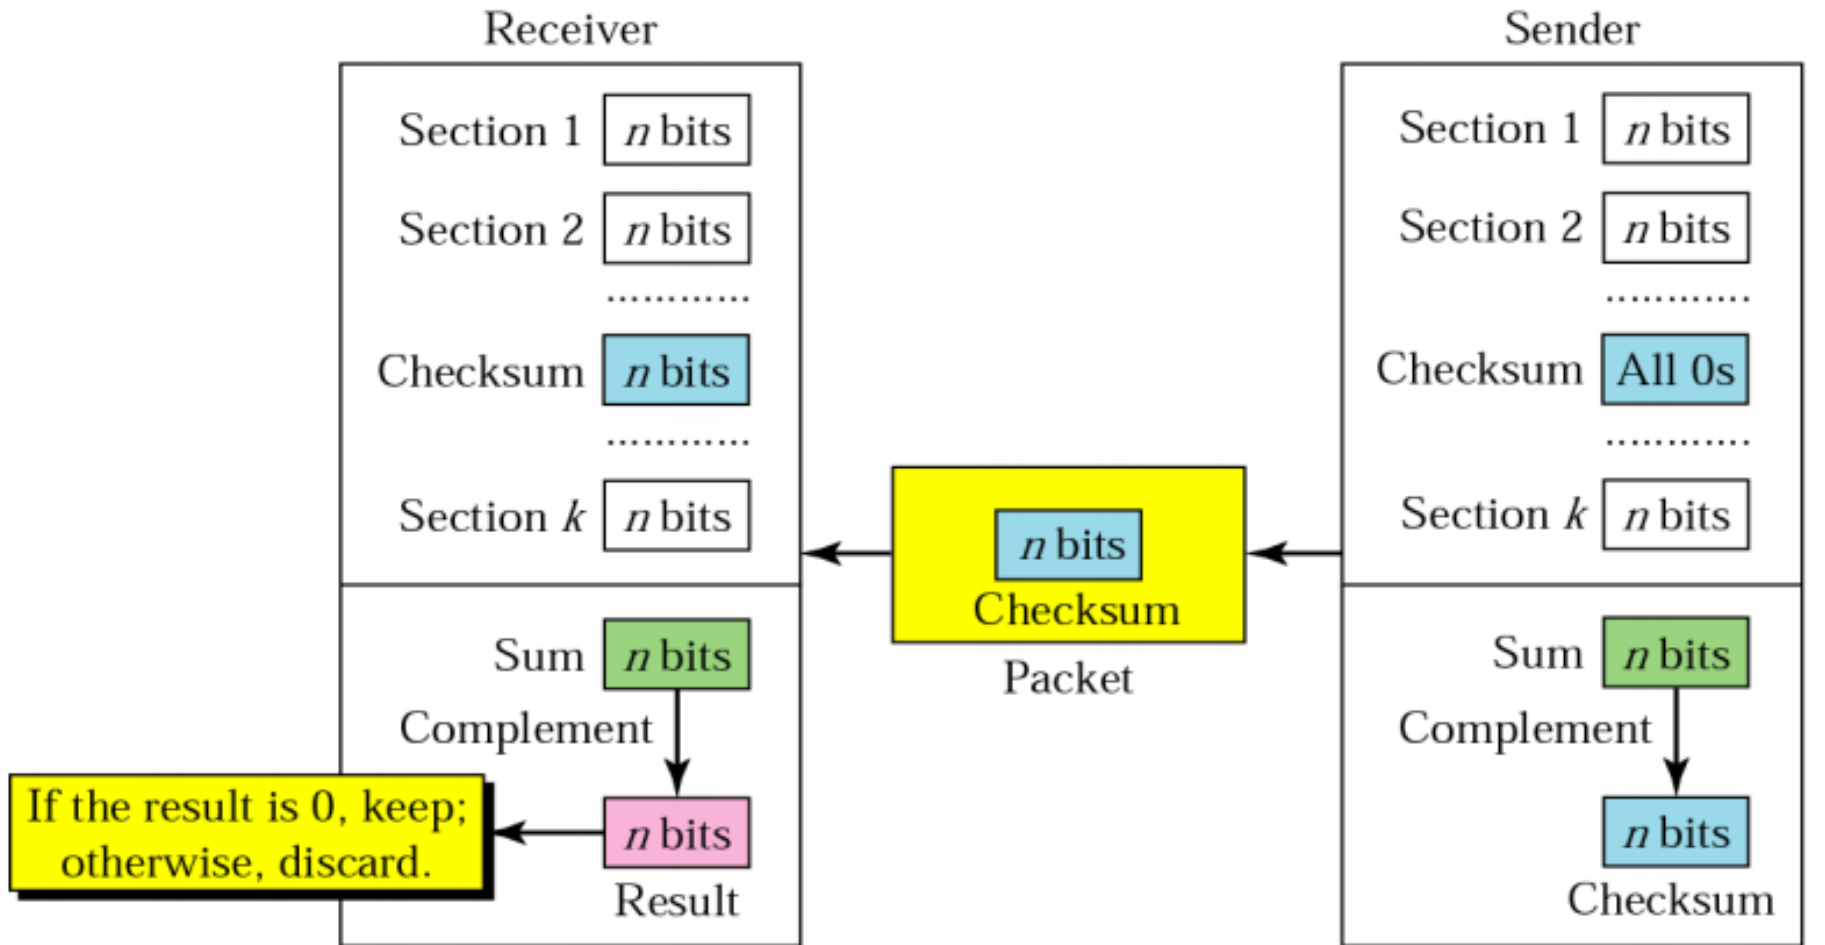 Receiver
Section 1 n bits
Section 2 n bits
............
Checksum n bits
............
Section k n bits
Sum n bits
Complement
n bits
Result
If the result is 0, keep;
otherwise, discard.
n bits
Checksum
Packet
Sender
Section 1 n bits
Section 2 n bits
............
Checksum All 0s
............
Section k n bits
Sum n bits
Complement
n bits
Checksum